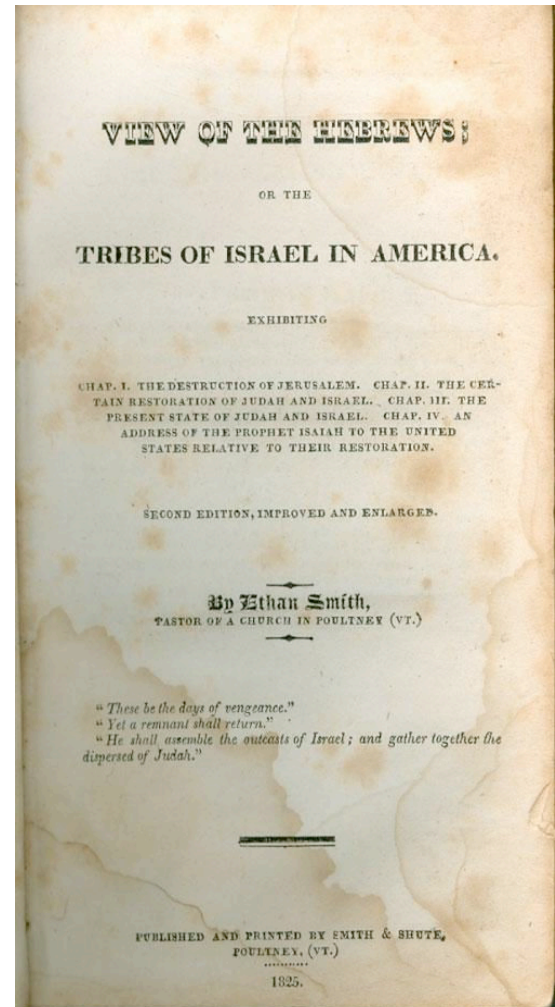 VIEW OF THE HEBREWS;
OR THE
TRIBES OF ISRAEL IN AMERICA.
EXHIBITING
CHAP. I. THE DESTRUCTION OF JERUSALEM. CHAP. II. THE CER-
TAIN RESTORATION OF JUDAH AND ISRAEL. CHAP. III. THE
PRESENT STATE OF JUDAH AND ISRAEL. CHAP. IV. AN
ADDRESS OF THE PROPHET ISAIAH TO THE UNITED
STATES RELATIVE TO THEIR RESTORATION.
SECOND EDITION, IMPROVED AND ENLARGED.
By Ethan Smith,
PASTOR OF A CHURCH IN POULTNEY (VT.)
“ These be the days of vengeance.”
“ Yet a remnant shall return.”
“ He shall assemble the outcasts of Israel ; and gather together the
dispersed of Judah.”
PUBLISHED AND PRINTED BY SMITH & SHUTE,
POULTNEY, (VT.)
1825.